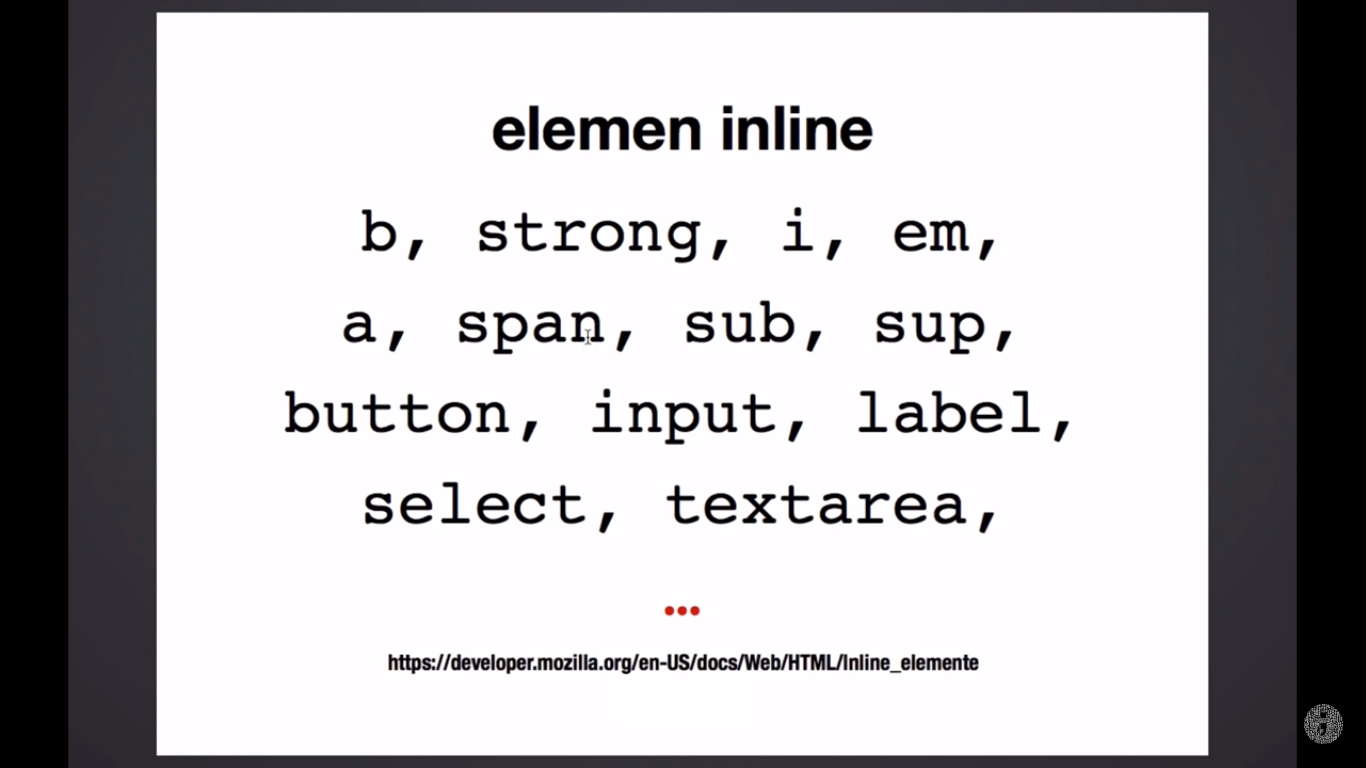 elemen inline
b, strong, i, em,
a, span, sub, sup,
button, input, label,
select, textarea,
...
https://developer.mozilla.org/en-US/docs/Web/HTML/Inline_elemente